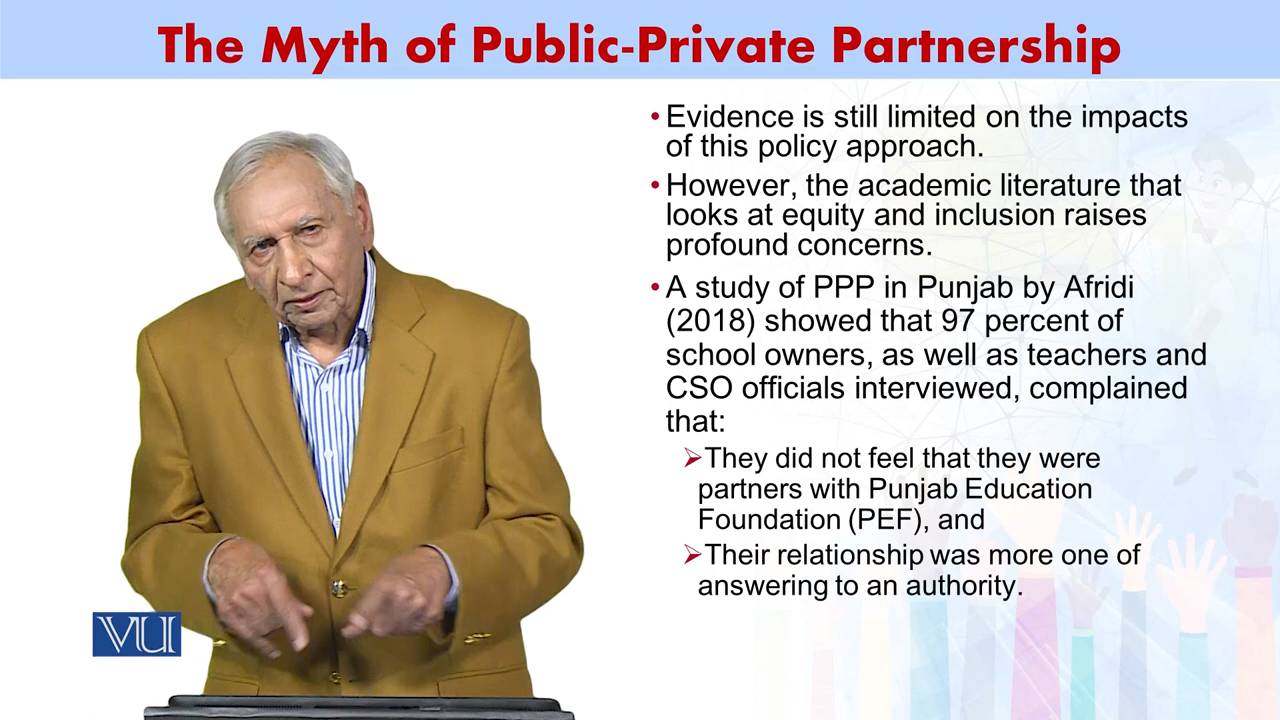 The Myth of Public-Private Partnership
•Evidence is still limited on the impacts
of this policy approach.
•However, the academic literature that
looks at equity and inclusion raises
profound concerns.
•A study of PPP in Punjab by Afridi
(2018) showed that 97 percent of
school owners, as well as teachers and
CSO officials interviewed, complained
that:
➢They did not feel that they were
partners with Punjab Education
Foundation (PEF), and
➢Their relationship was more one of
answering to an authority.
VU